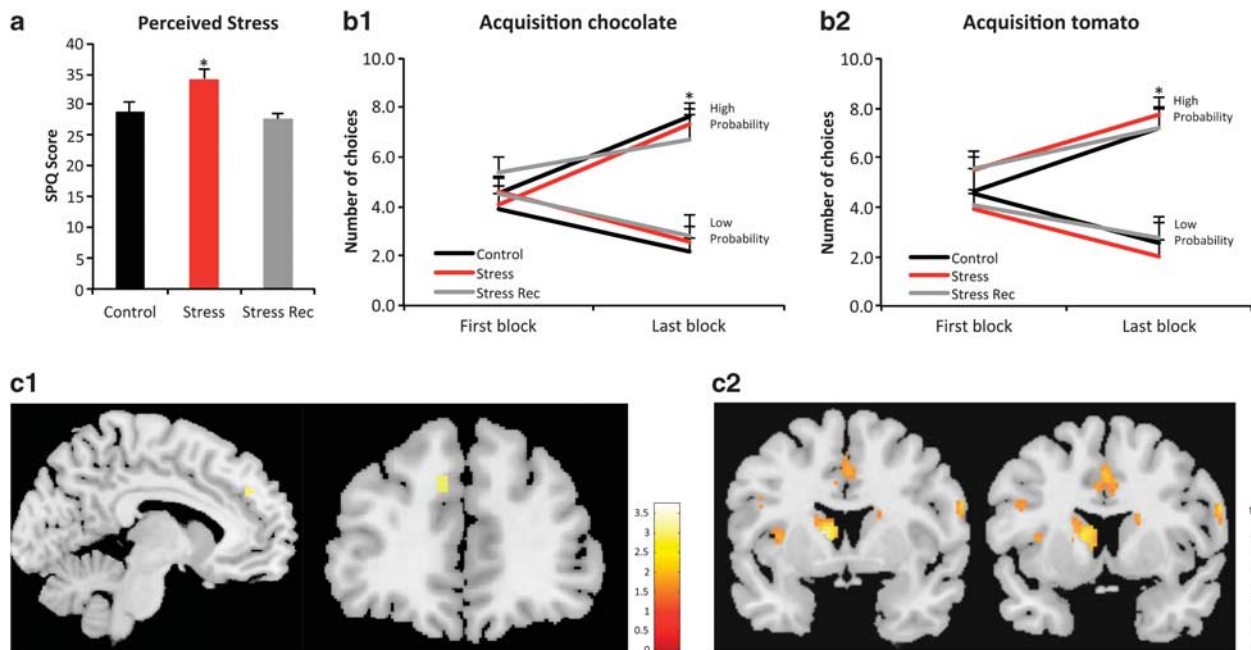 a
Perceived Stress
SPQ Score
40
35
30
25
20
15
10
5
0
*
Control
Stress
Stress Rec
b1
Acquisition chocolate
Number of choices
10.0
8.0
6.0
4.0
2.0
0.0
*
High
Probability
Low
Probability
Control
Stress
Stress Rec
First block
Last block
b2
Acquisition tomato
Number of choices
10.0
8.0
6.0
4.0
2.0
0.0
*
High
Probability
Low
Probability
Control
Stress
Stress Rec
First block
Last block
c1
3.5
3
2.5
2
1.5
1
0.5
0
c2